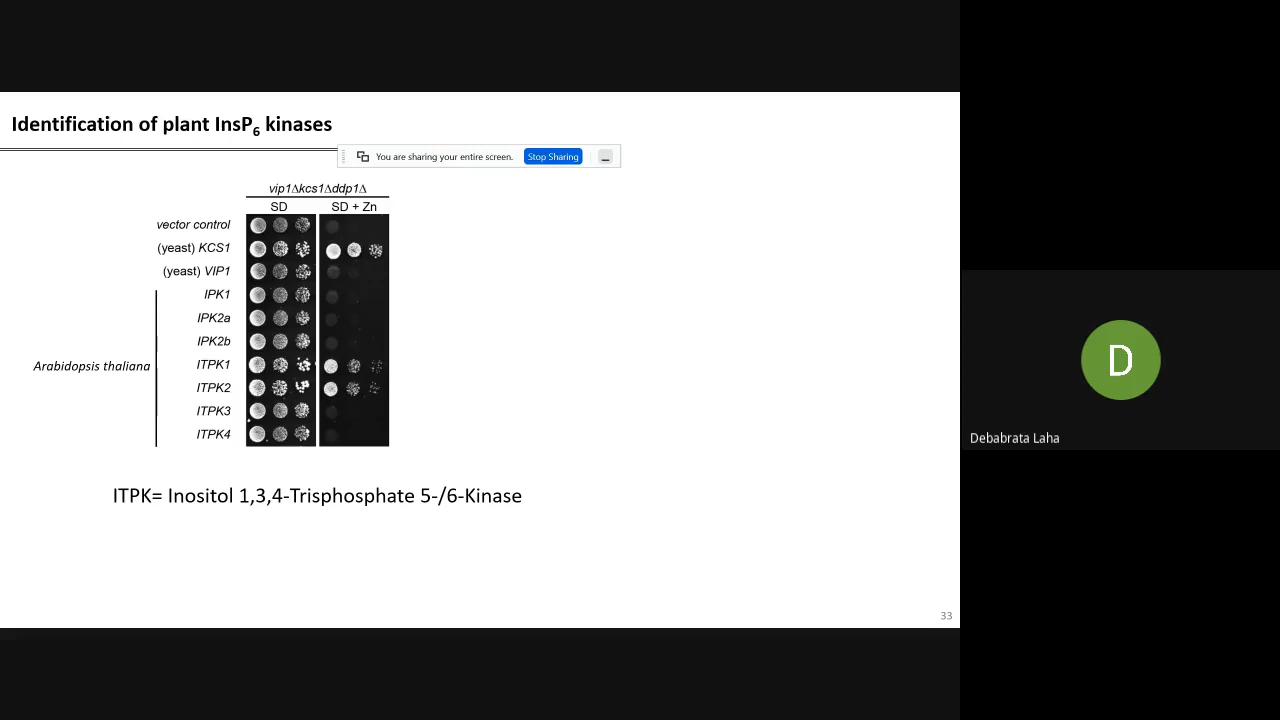 Identification of plant InsP6 kinases
You are sharing your entire screen.
Stop Sharing
vip1Δkcs1Δddp1Δ
SD
SD + Zn
vector control
(yeast) KCS1
(yeast) VIP1
IPK1
IPK2a
IPK2b
Arabidopsis thaliana
ITPK1
ITPK2
ITPK3
ITPK4
ITPK= Inositol 1,3,4-Trisphosphate 5-/6-Kinase
33
D
Debabrata Laha